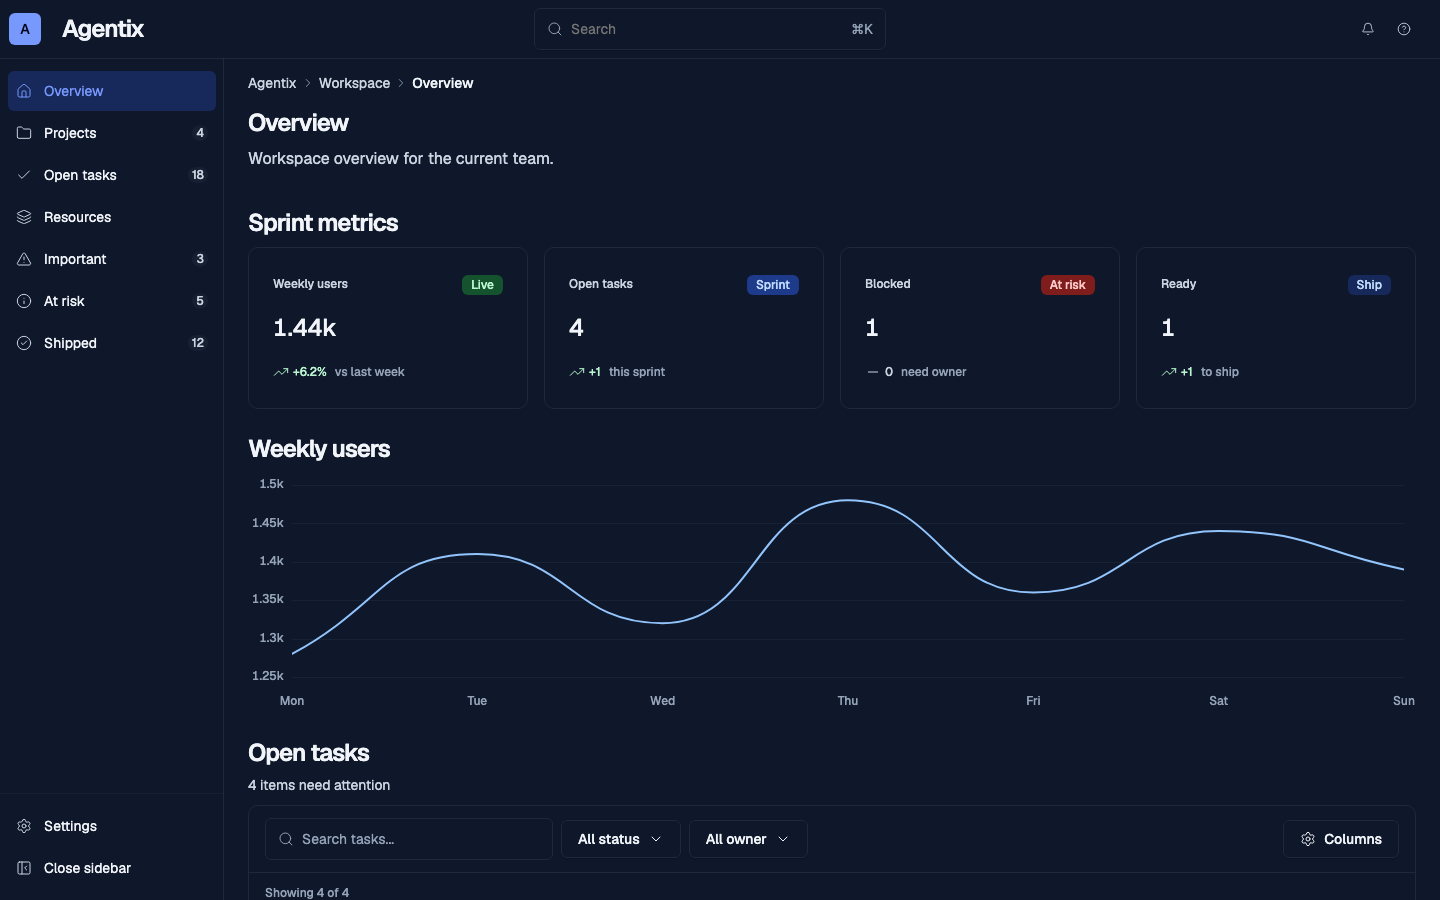 A
Agentix
Search
⌘K
Overview
Projects
4
Open tasks
18
Resources
Important
3
At risk
5
Shipped
12
Settings
Close sidebar
Agentix > Workspace > Overview
Overview
Workspace overview for the current team.
Sprint metrics
Weekly users
Live
1.44k
+6.2% vs last week
Open tasks
Sprint
4
+1 this sprint
Blocked
At risk
1
0 need owner
Ready
Ship
1
+1 to ship
Weekly users
1.5k
1.45k
1.4k
1.35k
1.3k
1.25k
Mon Tue Wed Thu Fri Sat Sun
Open tasks
4 items need attention
Search tasks...
All status
All owner
Columns
Showing 4 of 4